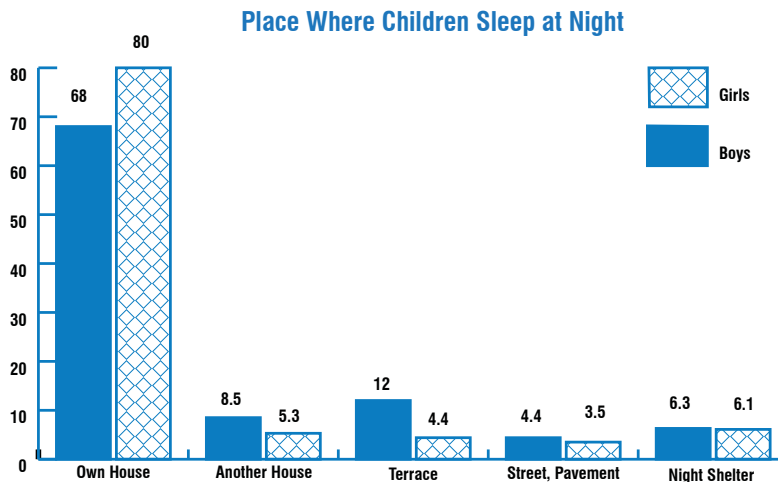 Place Where Children Sleep at Night
80
80
68
Girls
70
Boys
60
50
40
30
20
12
8.5
10
5.3
4.4
4.4
3.5
6.3
6.1
0
Own House
Another House
Terrace
Street, Pavement
Night Shelter